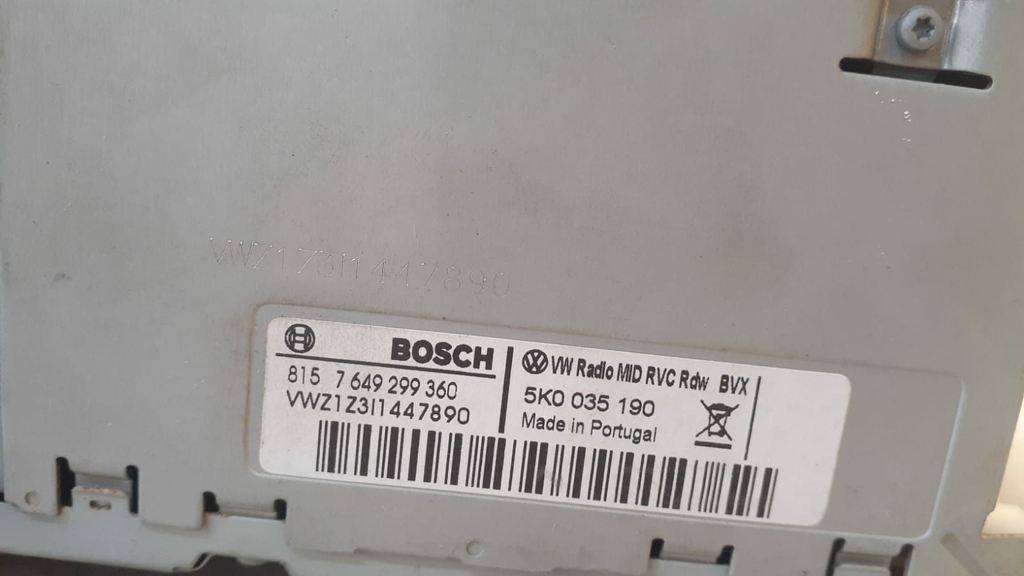 VWZ1Z3I1447890
BOSCH
815 7 649 299 360
VWZ1Z3I1447890
VW Radio MID RVC Rdw BVX
5K0 035 190
Made in Portugal